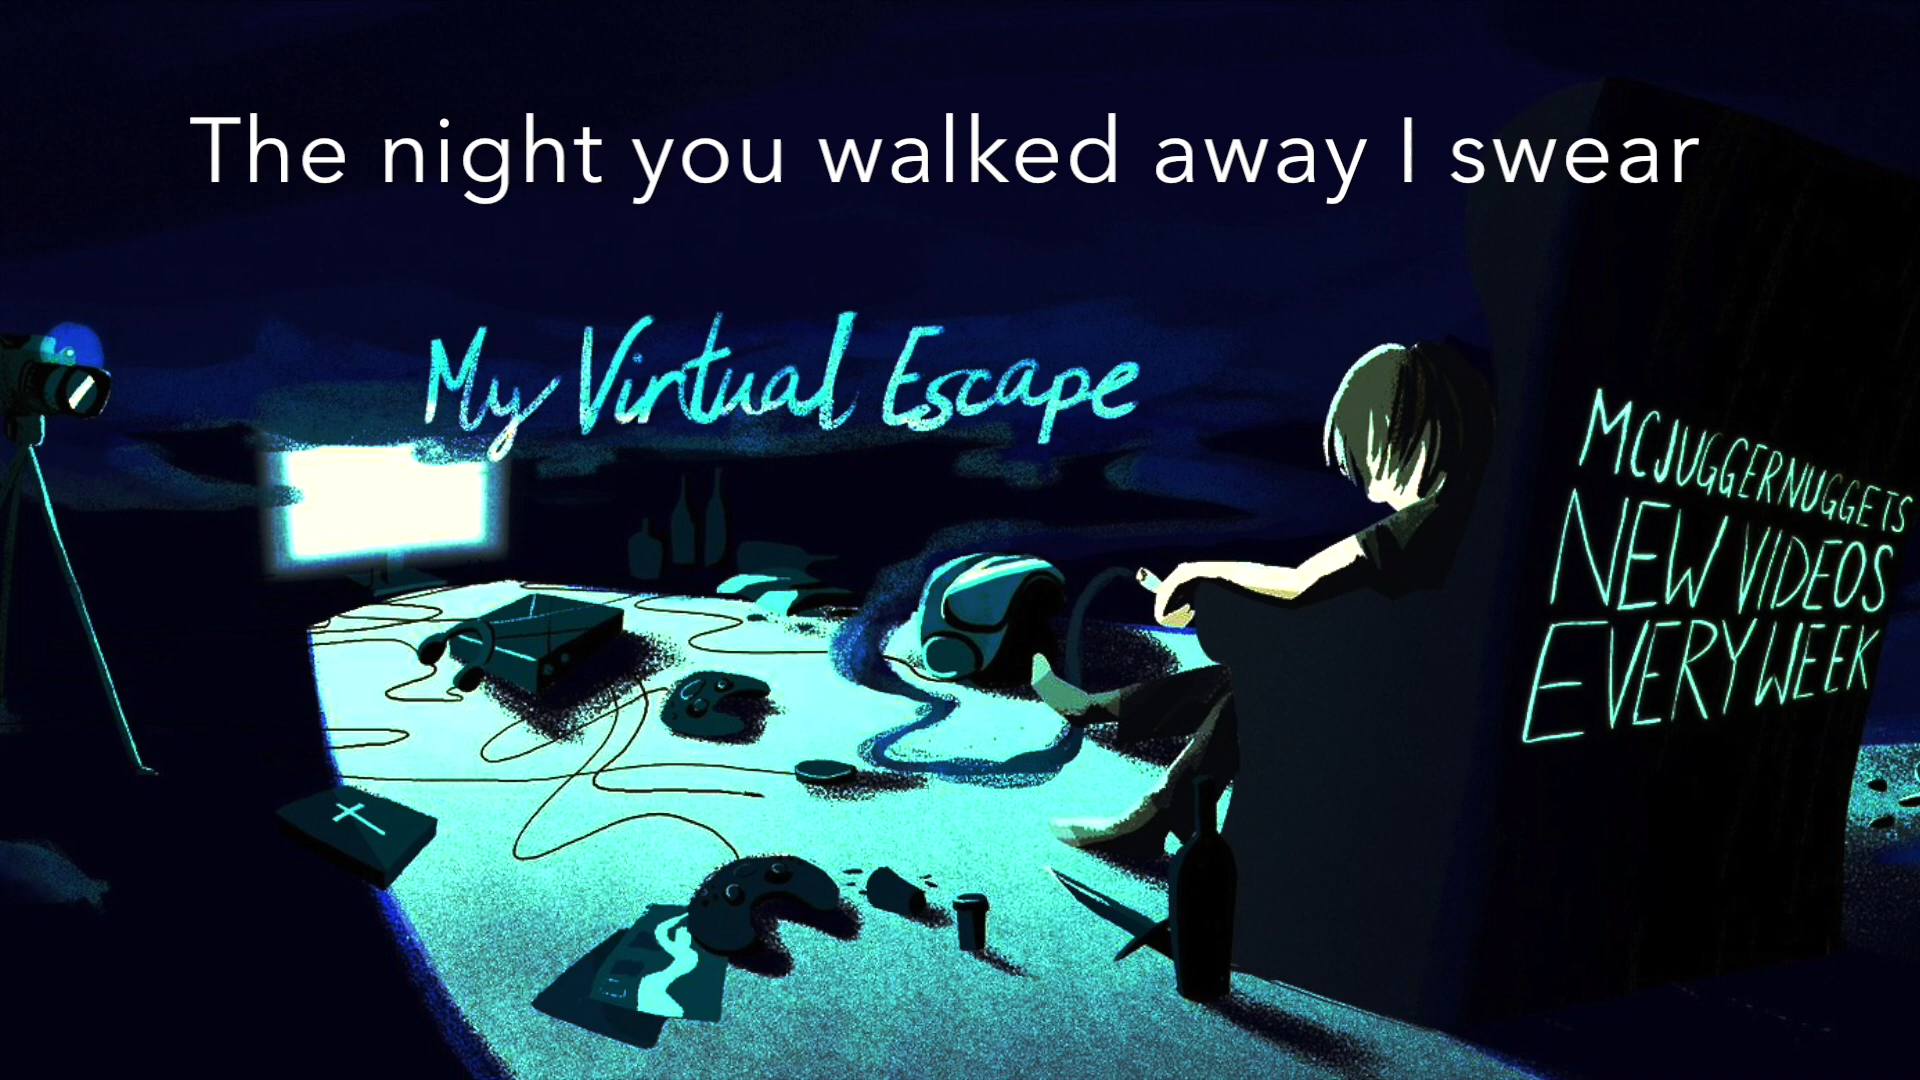 The night you walked away I swear
My Virtual Escape
MCJUGGERNUGGETS
NEW VIDEOS
EVERY WEEK